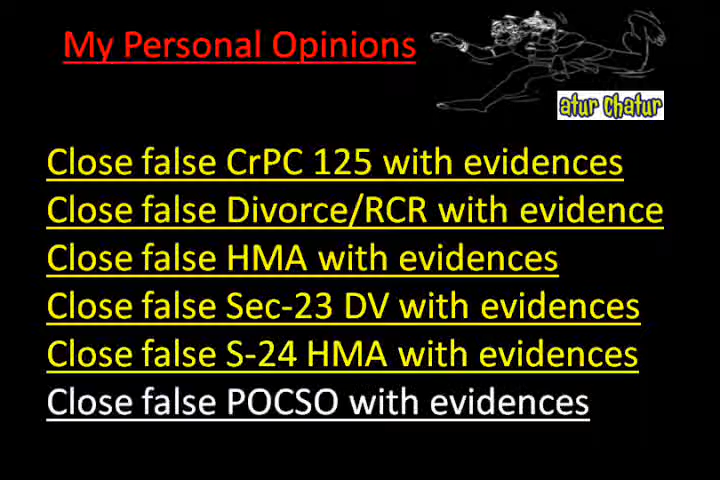 My Personal Opinions
atur Chatur
Close false CrPC 125 with evidences
Close false Divorce/RCR with evidence
Close false HMA with evidences
Close false Sec-23 DV with evidences
Close false S-24 HMA with evidences
Close false POCSO with evidences